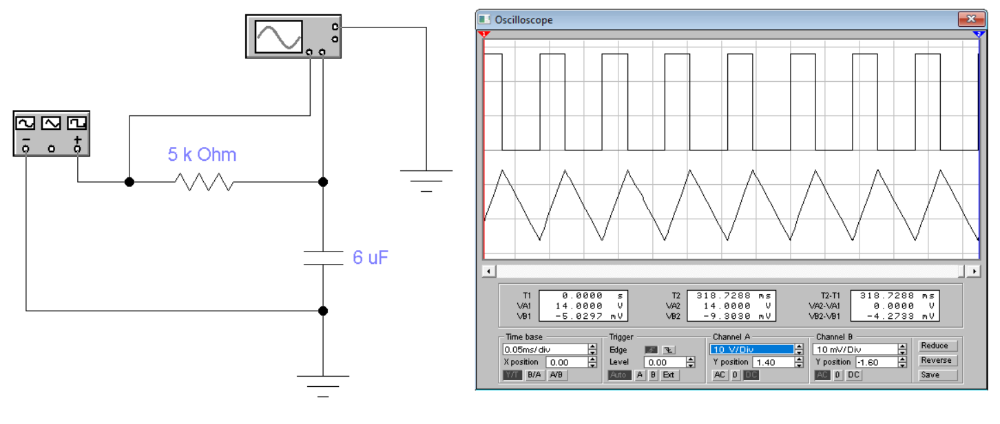 Oscilloscope
1
2
−
+
5 k Ohm
6 uF
T1 0.0000 s
VA1 14.0000 V
VB1 -5.0297 mV
T2 318.7288 ms
VA2 14.0000 V
VB2 -9.3030 mV
T2-T1 318.7288 ms
VA2-VA1 0.0000 V
VB2-VB1 -4.2733 mV
Time base
0.05ms/div
X position 0.00
Y/T B/A A/B
Trigger
Edge
Level 0.00
Auto A B Ext
Channel A
10 V/Div
Y position 1.40
AC 0 DC
Channel B
10 mV/Div
Y position -1.60
AC 0 DC
Reduce
Reverse
Save